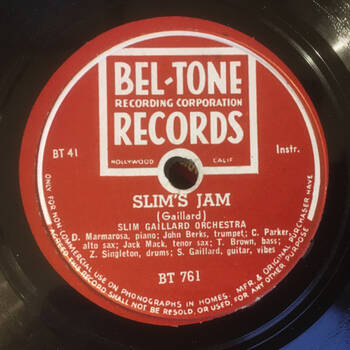 BEL-TONE
RECORDING CORPORATION
RECORDS
HOLLYWOOD CALIF
BT 41
Instr.
SLIM'S JAM
(Gaillard)
SLIM GAILLARD ORCHESTRA
D. Marmarosa, piano; John Berks, trumpet; C. Parker,
alto sax; Jack Mack, tenor sax; T. Brown, bass;
Z. Singleton, drums; S. Gaillard, guitar, vibes
BT 761
ONLY FOR NON-COMMERCIAL USE ON PHONOGRAPHS IN HOMES. MFR. & ORIGINAL PURCHASER HAVE
AGREED THIS RECORD SHALL NOT BE RESOLD, OR USED, FOR ANY OTHER PURPOSE